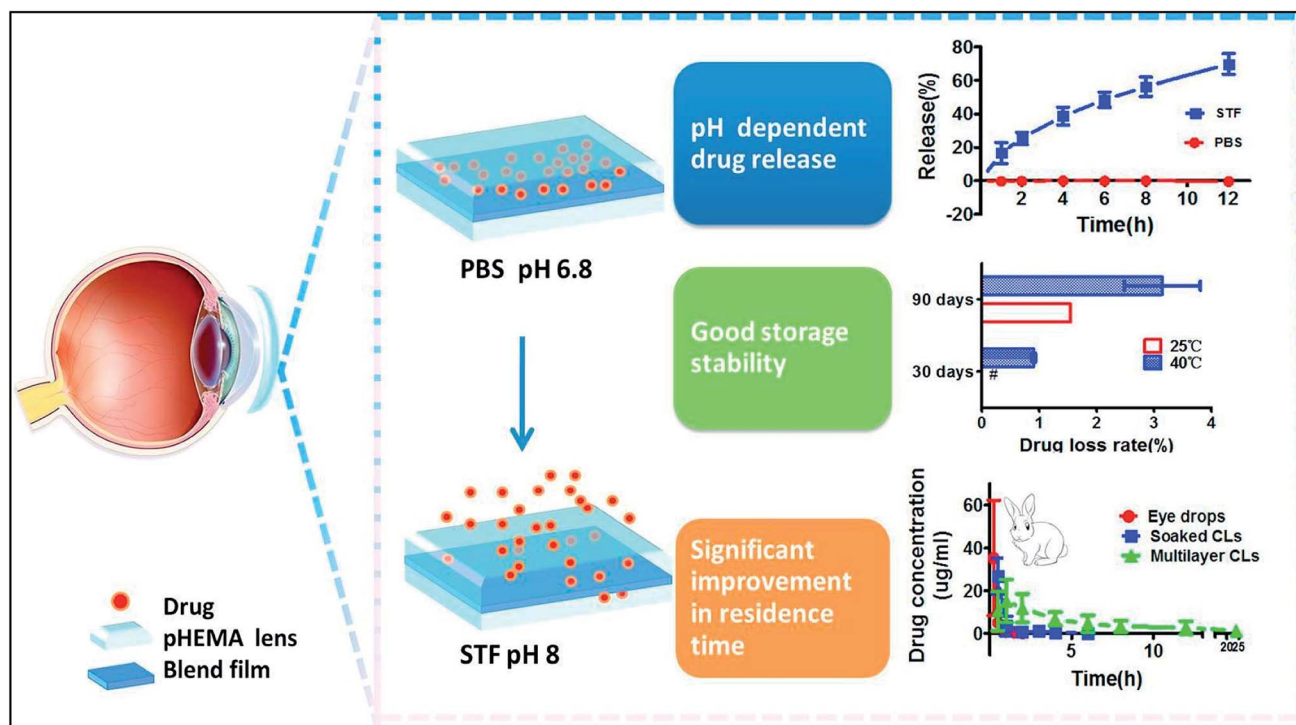 Drug
pHEMA lens
Blend film
PBS pH 6.8
STF pH 8
pH dependent
drug release
Good storage
stability
Significant
improvement
in residence
time
Release(%)
80
60
40
20
0
-20
2 4 6 8 10 12
Time(h)
STF
PBS
90 days
30 days
#
25℃
40℃
0 1 2 3 4
Drug loss rate(%)
Drug concentration
(ug/ml)
60
40
20
0
5 10 2025
Time(h)
Eye drops
Soaked CLs
Multilayer CLs